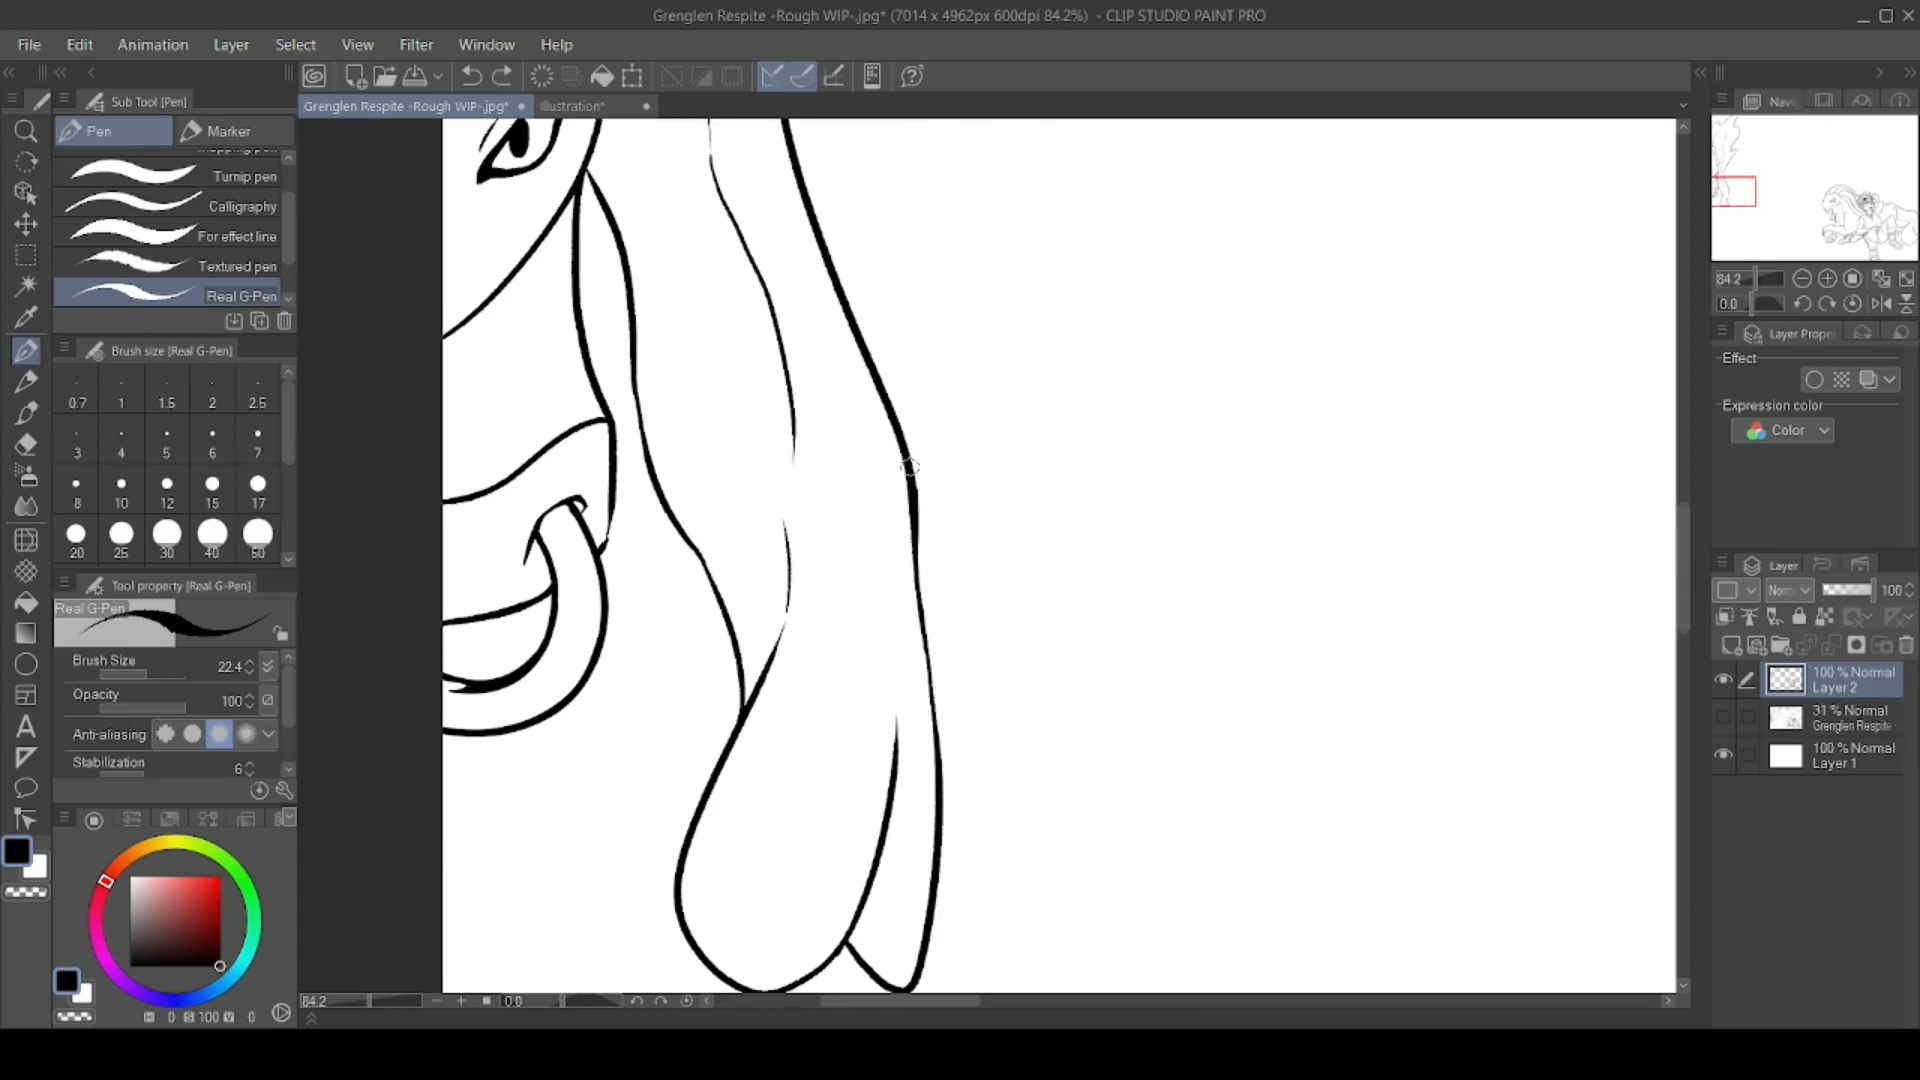 Grenglen Respite -Rough WIP-.jpg* (7014 x 4962px 600dpi 84.2%) - CLIP STUDIO PAINT PRO
File Edit Animation Layer Select View Filter Window Help
Sub Tool [Pen]
Grenglen Respite -Rough WIP-.jpg*
llustration*
Pen
Marker
Turnip pen
Calligraphy
For effect line
Textured pen
Real G-Pen
Brush size [Real G-Pen]
0.7 1 1.5 2 2.5
3 4 5 6 7
8 10 12 15 17
20 25 30 40 50
Tool property [Real G-Pen]
Real G-Pen
Brush Size 22.4
Opacity 100
Anti-aliasing
Stabilization 6
0 S 100 V 0
84.2 0.0
84.2
0.0
Layer Prope
Effect
Expression color
Color
Layer
Norn 100
100 % Normal
Layer 2
31 % Normal
Grenglen Respite
100 % Normal
Layer 1